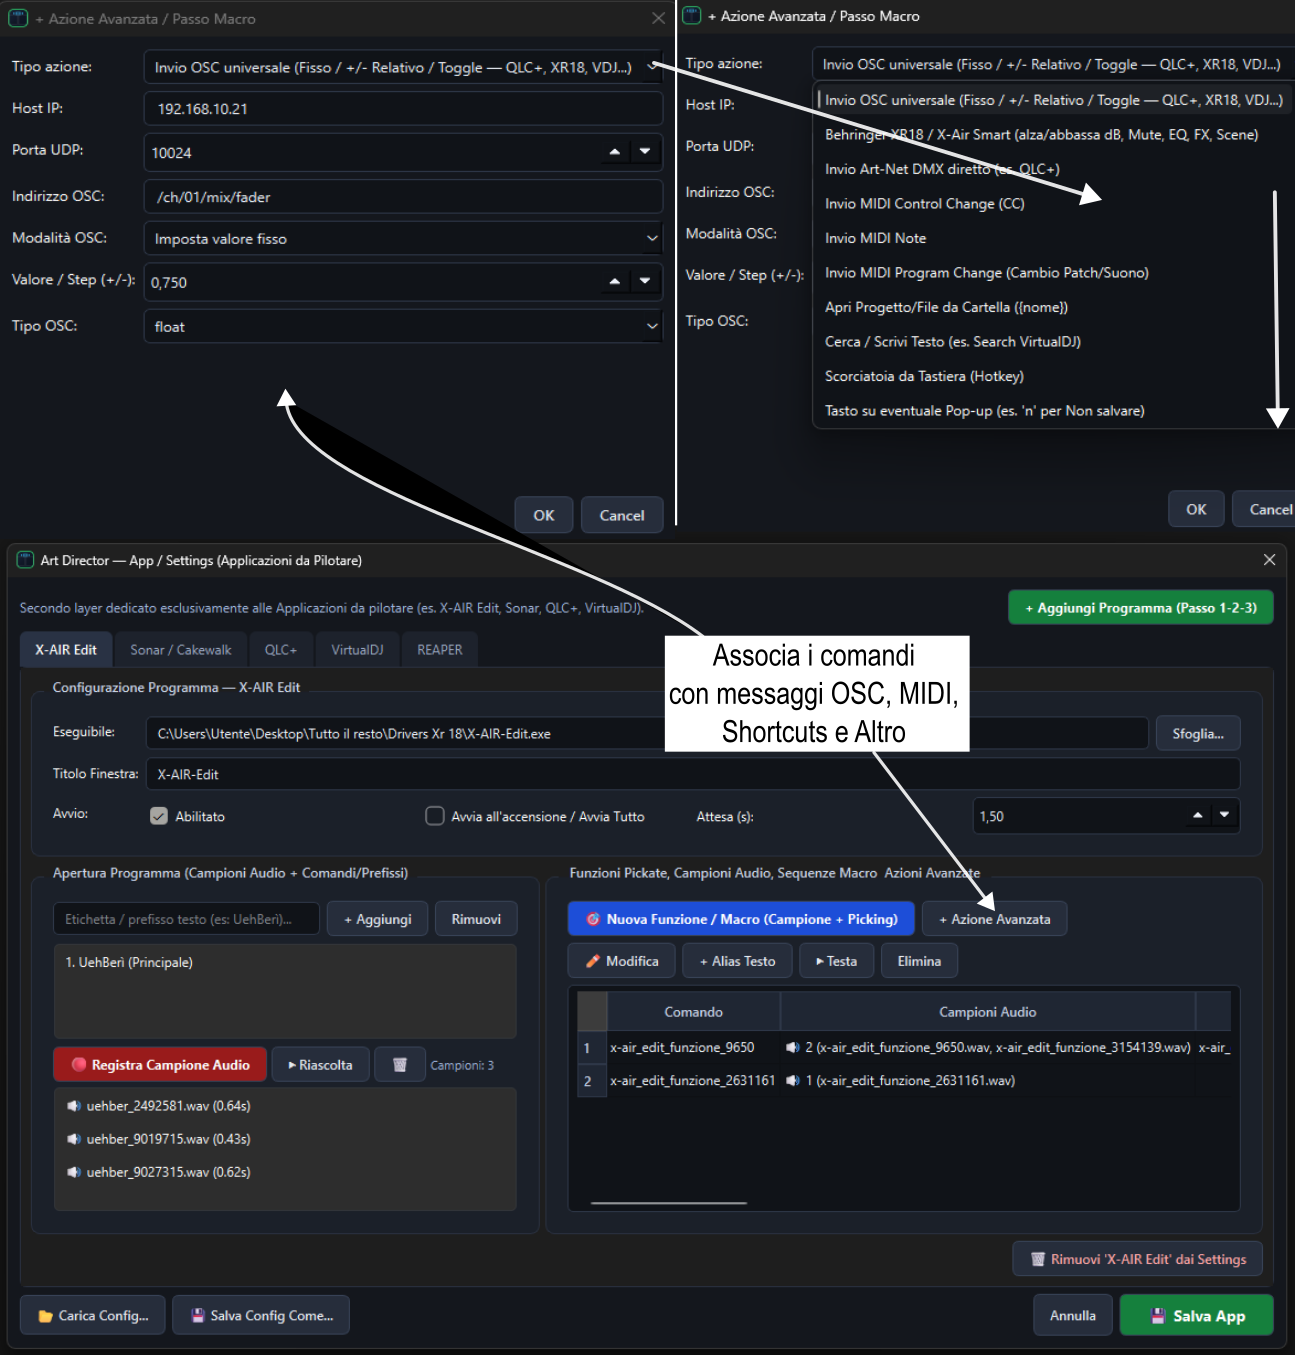 + Azione Avanzata / Passo Macro
Tipo azione:
Invio OSC universale (Fisso / +/- Relativo / Toggle — QLC+, XR18, VDJ...)
Host IP:
192.168.10.21
Porta UDP:
10024
Indirizzo OSC:
/ch/01/mix/fader
Modalità OSC:
Imposta valore fisso
Valore / Step (+/-):
0,750
Tipo OSC:
float
OK
Cancel
+ Azione Avanzata / Passo Macro
Tipo azione:
Invio OSC universale (Fisso / +/- Relativo / Toggle — QLC+, XR18, VDJ...)
Host IP:
Porta UDP:
Indirizzo OSC:
Modalità OSC:
Valore / Step (+/-):
Tipo OSC:
Invio OSC universale (Fisso / +/- Relativo / Toggle — QLC+, XR18, VDJ...)
Behringer XR18 / X-Air Smart (alza/abbassa dB, Mute, EQ, FX, Scene)
Invio Art-Net DMX diretto (es. QLC+)
Invio MIDI Control Change (CC)
Invio MIDI Note
Invio MIDI Program Change (Cambio Patch/Suono)
Apri Progetto/File da Cartella ({nome})
Cerca / Scrivi Testo (es. Search VirtualDJ)
Scorciatoia da Tastiera (Hotkey)
Tasto su eventuale Pop-up (es. 'n' per Non salvare)
OK
Cancel
Art Director — App / Settings (Applicazioni da Pilotare)
Secondo layer dedicato esclusivamente alle Applicazioni da pilotare (es. X-AIR Edit, Sonar, QLC+, VirtualDJ).
+ Aggiungi Programma (Passo 1-2-3)
X-AIR Edit
Sonar / Cakewalk
QLC+
VirtualDJ
REAPER
Associa i comandi
con messaggi OSC, MIDI,
Shortcuts e Altro
Configurazione Programma — X-AIR Edit
Eseguibile:
C:\Users\Utente\Desktop\Tutto il resto\Drivers Xr 18\X-AIR-Edit.exe
Sfoglia...
Titolo Finestra:
X-AIR-Edit
Avvio:
Abilitato
Avvia all'accensione / Avvia Tutto
Attesa (s):
1,50
Apertura Programma (Campioni Audio + Comandi/Prefissi)
Etichetta / prefisso testo (es: UehBeri)...
+ Aggiungi
Rimuovi
1. UehBerì (Principale)
Registra Campione Audio
Riascolta
Campioni: 3
uehber_2492581.wav (0.64s)
uehber_9019715.wav (0.43s)
uehber_9027315.wav (0.62s)
Funzioni Pickate, Campioni Audio, Sequenze Macro Azioni Avanzate
Nuova Funzione / Macro (Campione + Picking)
+ Azione Avanzata
Modifica
+ Alias Testo
Testa
Elimina
Comando
Campioni Audio
1 x-air_edit_funzione_9650 2 (x-air_edit_funzione_9650.wav, x-air_edit_funzione_3154139.wav) x-air_
2 x-air_edit_funzione_2631161 1 (x-air_edit_funzione_2631161.wav)
Rimuovi 'X-AIR Edit' dai Settings
Carica Config...
Salva Config Come...
Annulla
Salva App